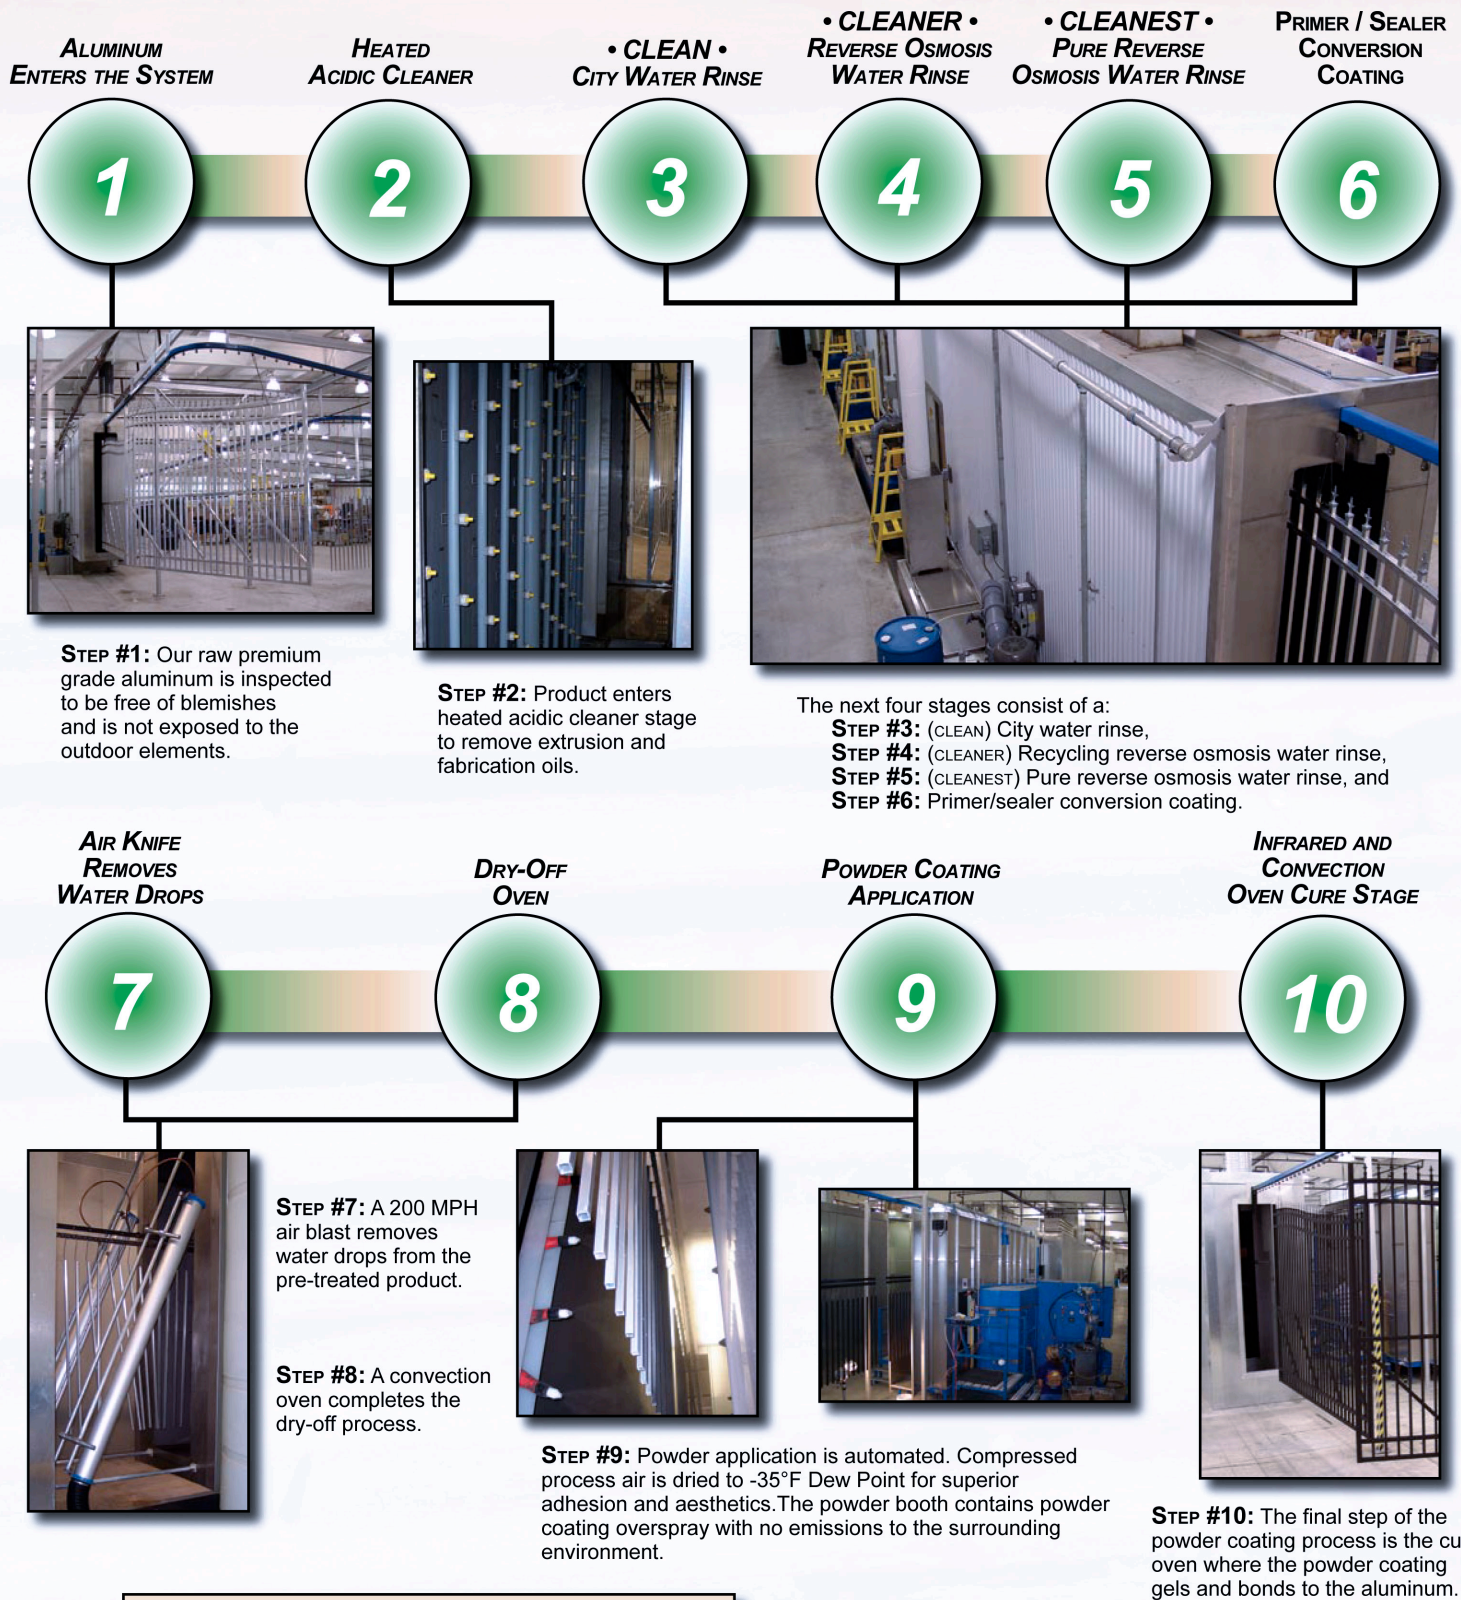 ALUMINUM
ENTERS THE SYSTEM
HEATED
ACIDIC CLEANER
• CLEAN •
CITY WATER RINSE
• CLEANER •
REVERSE OSMOSIS
WATER RINSE
• CLEANEST •
PURE REVERSE
OSMOSIS WATER RINSE
PRIMER / SEALER
CONVERSION
COATING
1
2
3
4
5
6
STEP #1: Our raw premium
grade aluminum is inspected
to be free of blemishes
and is not exposed to the
outdoor elements.
STEP #2: Product enters
heated acidic cleaner stage
to remove extrusion and
fabrication oils.
The next four stages consist of a:
STEP #3: (CLEAN) City water rinse,
STEP #4: (CLEANER) Recycling reverse osmosis water rinse,
STEP #5: (CLEANEST) Pure reverse osmosis water rinse, and
STEP #6: Primer/sealer conversion coating.
AIR KNIFE
REMOVES
WATER DROPS
DRY-OFF
OVEN
POWDER COATING
APPLICATION
INFRARED AND
CONVECTION
OVEN CURE STAGE
7
8
9
10
STEP #7: A 200 MPH
air blast removes
water drops from the
pre-treated product.
STEP #8: A convection
oven completes the
dry-off process.
STEP #9: Powder application is automated. Compressed
process air is dried to -35°F Dew Point for superior
adhesion and aesthetics.The powder booth contains powder
coating overspray with no emissions to the surrounding
environment.
STEP #10: The final step of the
powder coating process is the cu
oven where the powder coating
gels and bonds to the aluminum.